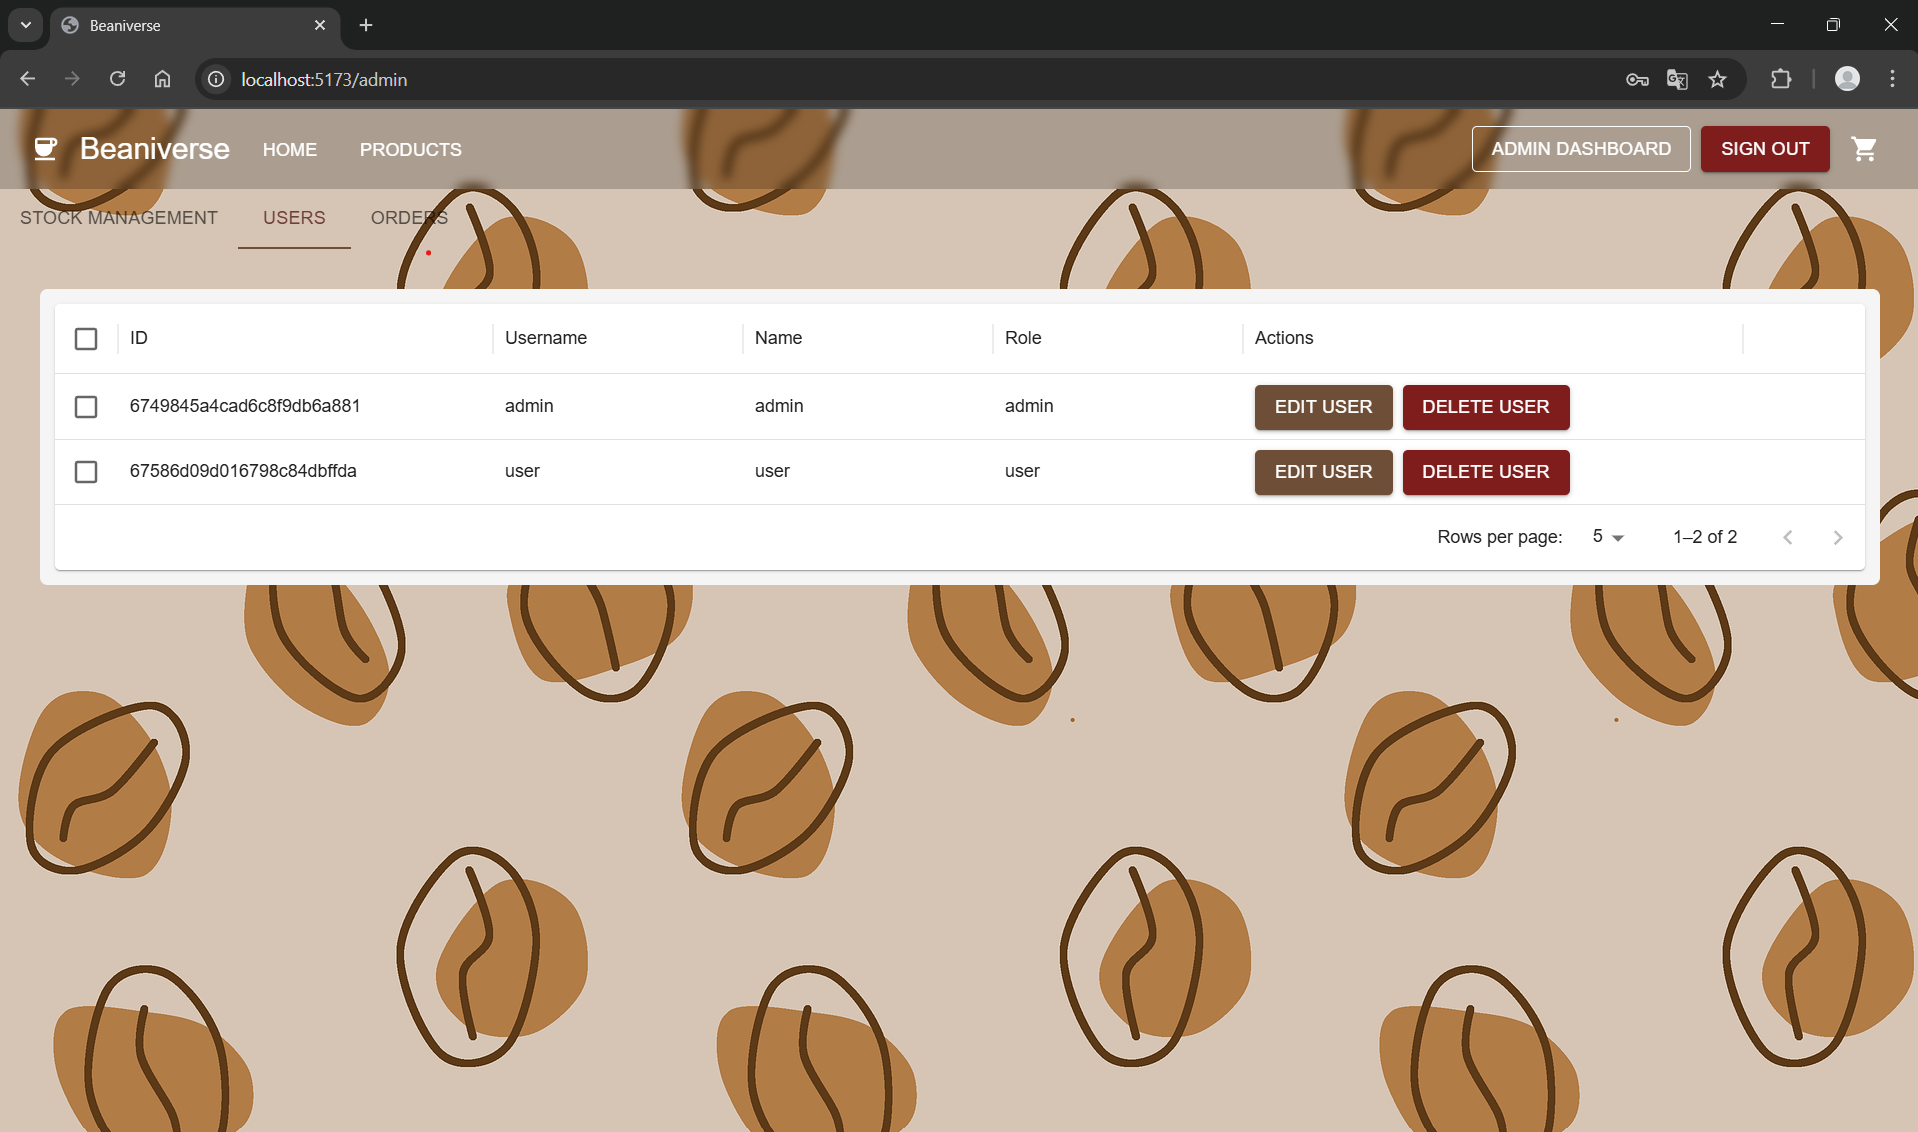 Beaniverse
localhost:5173/admin
Beaniverse HOME PRODUCTS ADMIN DASHBOARD SIGN OUT
STOCK MANAGEMENT USERS ORDERS
ID Username Name Role Actions
6749845a4cad6c8f9db6a881 admin admin admin EDIT USER DELETE USER
67586d09d016798c84dbffda user user user EDIT USER DELETE USER
Rows per page: 5 1–2 of 2